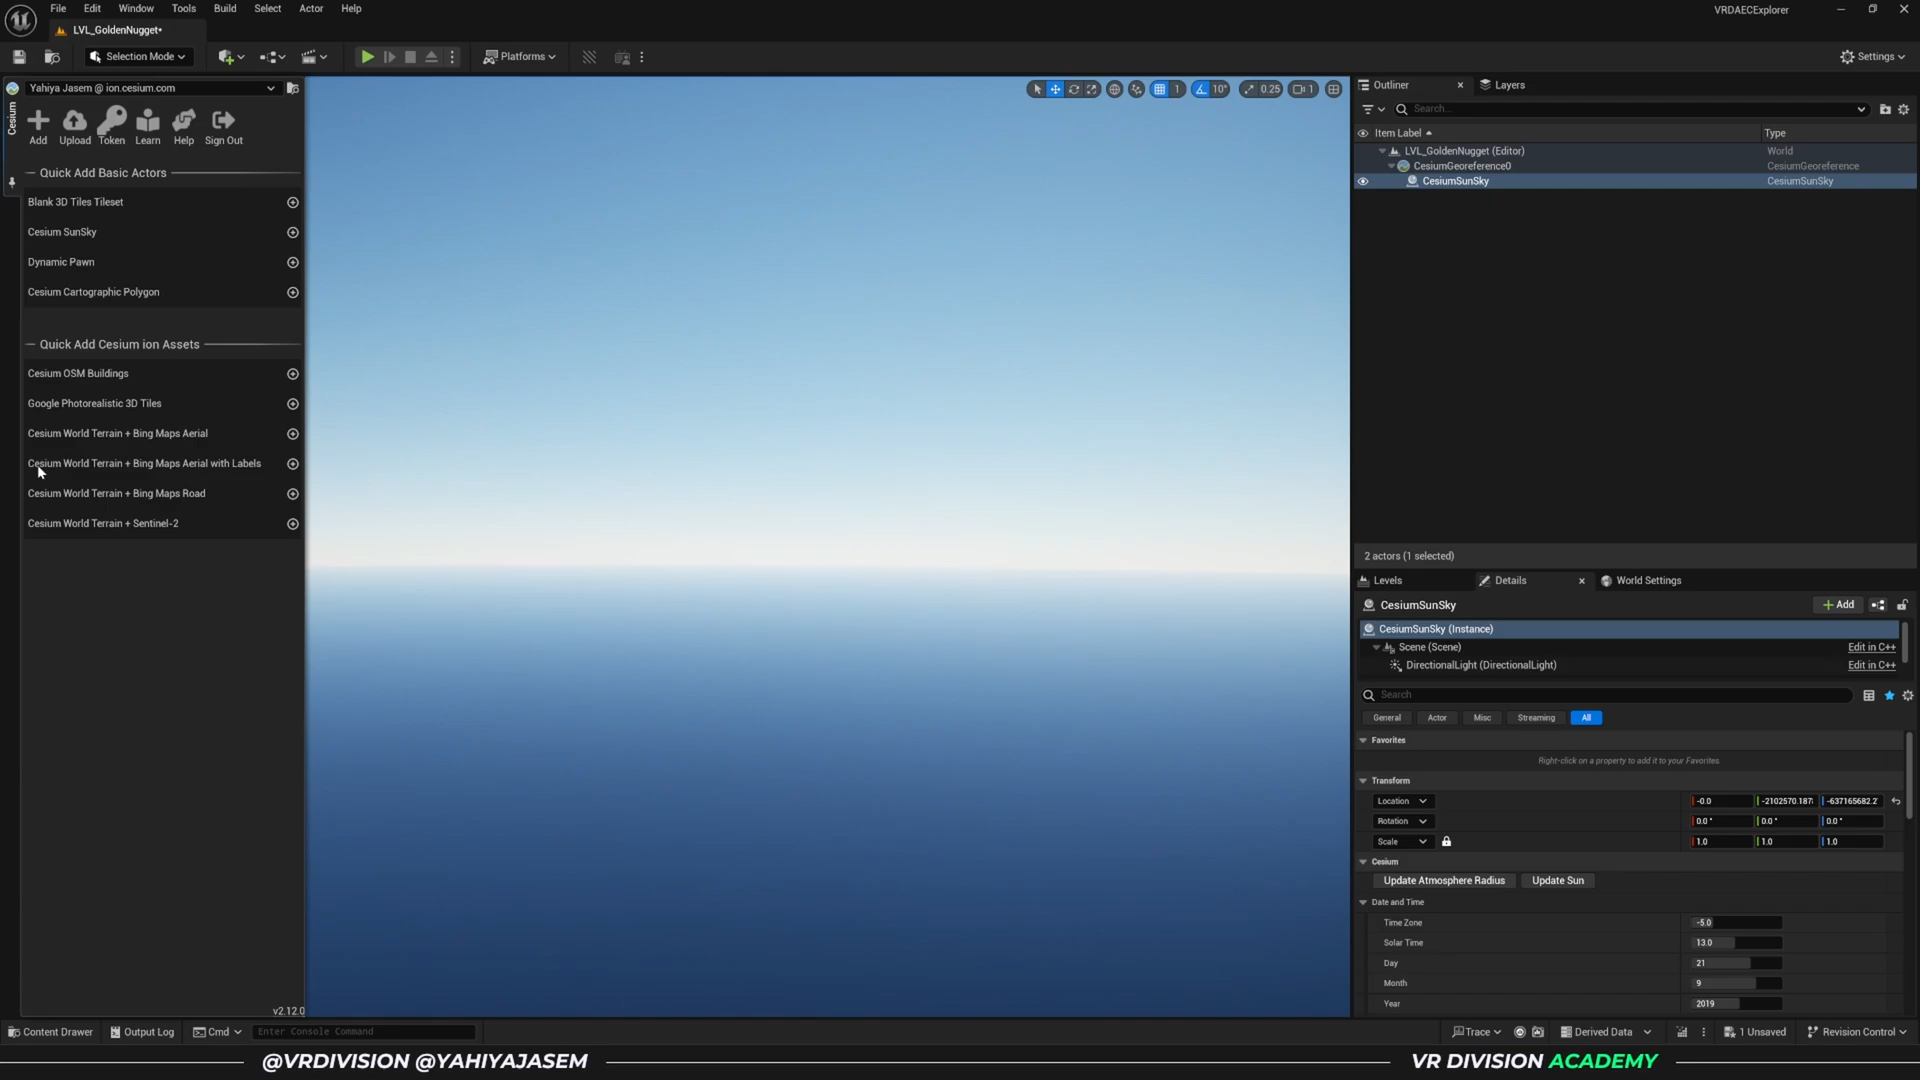 File Edit Window Tools Build Select Actor Help
VRDAECExplorer
LVL_GoldenNugget*
Selection Mode
Platforms
Settings
Yahiya Jasem @ ion.cesium.com
Cesium
Add Upload Token Learn Help Sign Out
Quick Add Basic Actors
Blank 3D Tiles Tileset
Cesium SunSky
Dynamic Pawn
Cesium Cartographic Polygon
Quick Add Cesium ion Assets
Cesium OSM Buildings
Google Photorealistic 3D Tiles
Cesium World Terrain + Bing Maps Aerial
Cesium World Terrain + Bing Maps Aerial with Labels
Cesium World Terrain + Bing Maps Road
Cesium World Terrain + Sentinel-2
v2.12.0
1 10° 0.25 1
Outliner Layers
Search...
Item Label Type
LVL_GoldenNugget (Editor) World
CesiumGeoreference0 CesiumGeoreference
CesiumSunSky CesiumSunSky
2 actors (1 selected)
Levels Details World Settings
CesiumSunSky Add
CesiumSunSky (Instance)
Scene (Scene) Edit in C++
DirectionalLight (DirectionalLight) Edit in C++
Search
General Actor Misc Streaming All
Favorites
Right-click on a property to add it to your Favorites.
Transform
Location -0.0 -2102570.187 -637165682.2
Rotation 0.0° 0.0° 0.0°
Scale 1.0 1.0 1.0
Cesium
Update Atmosphere Radius Update Sun
Date and Time
Time Zone -5.0
Solar Time 13.0
Day 21
Month 9
Year 2019
Content Drawer Output Log Cmd Enter Console Command
Trace Derived Data 1 Unsaved Revision Control
@VRDIVISION @YAHIYAJASEM
VR DIVISION ACADEMY